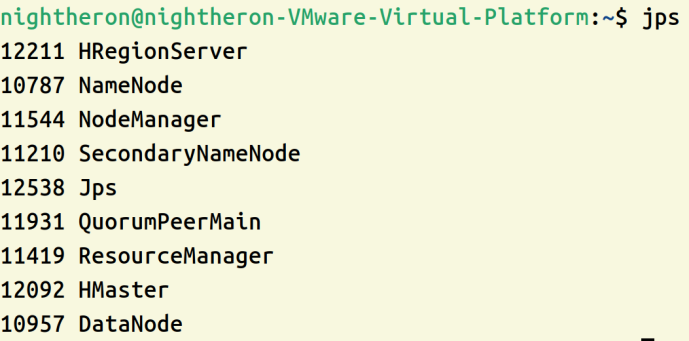 nightheron@nightheron-VMware-Virtual-Platform:~$ jps
12211 HRegionServer
10787 NameNode
11544 NodeManager
11210 SecondaryNameNode
12538 Jps
11931 QuorumPeerMain
11419 ResourceManager
12092 HMaster
10957 DataNode